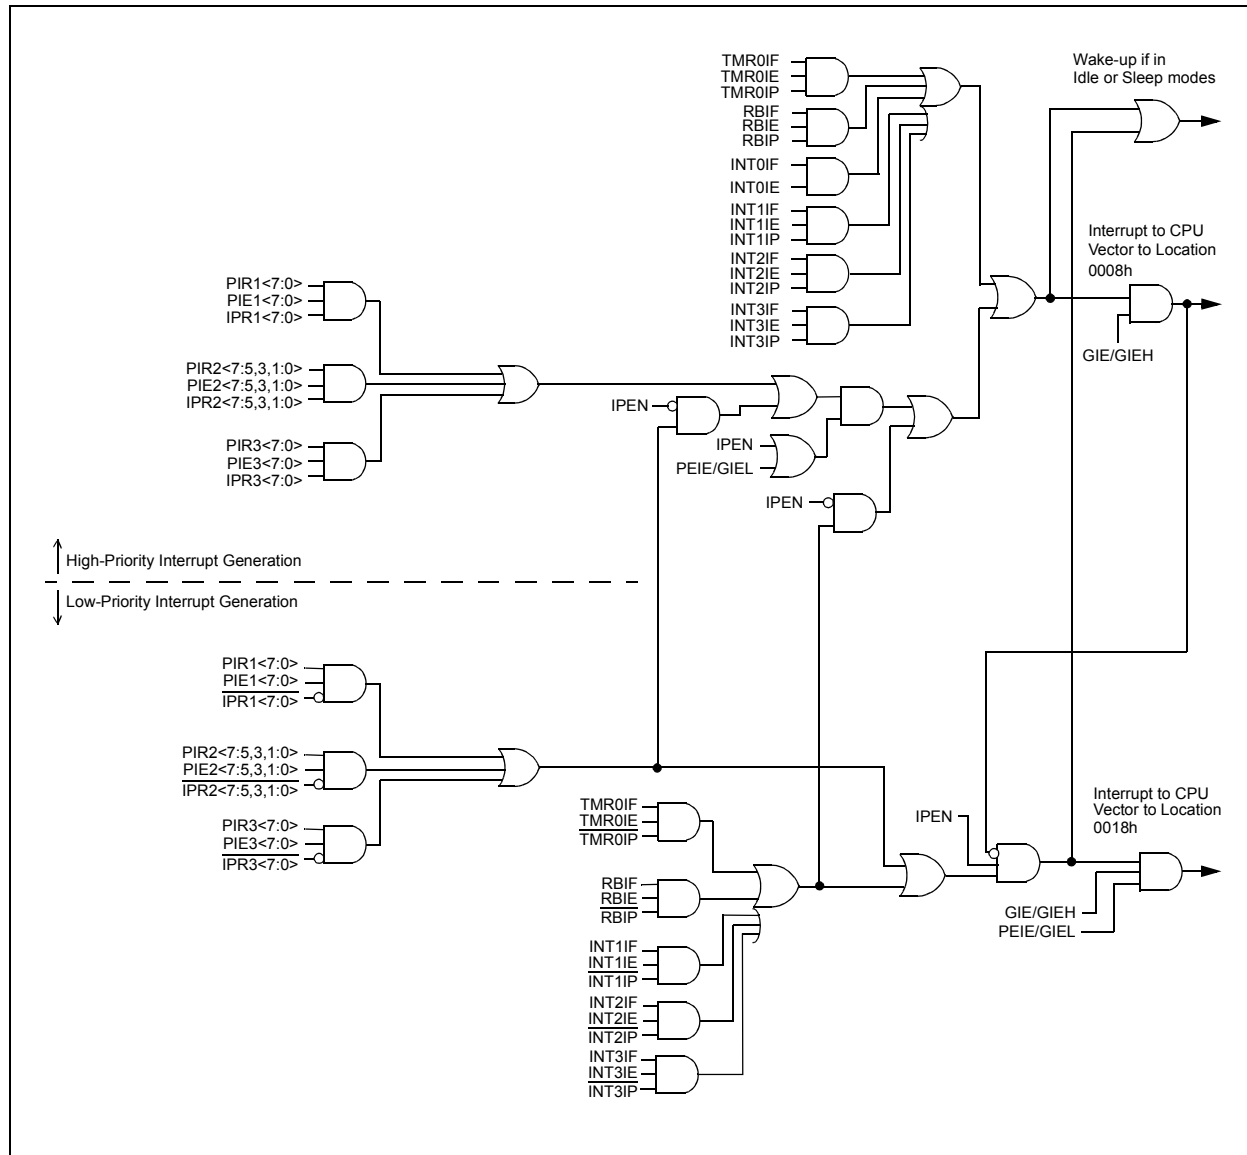 TMR0IF
TMR0IE
TMR0IP
RBIF
RBIE
RBIP
INT0IF
INT0IE
INT1IF
INT1IE
INT1IP
INT2IF
INT2IE
INT2IP
INT3IF
INT3IE
INT3IP
Wake-up if in
Idle or Sleep modes
Interrupt to CPU
Vector to Location
0008h
GIE/GIEH
PIR1<7:0>
PIE1<7:0>
IPR1<7:0>
PIR2<7:5,3,1:0>
PIE2<7:5,3,1:0>
IPR2<7:5,3,1:0>
PIR3<7:0>
PIE3<7:0>
IPR3<7:0>
IPEN
IPEN
PEIE/GIEL
IPEN
High-Priority Interrupt Generation
Low-Priority Interrupt Generation
PIR1<7:0>
PIE1<7:0>
IPR1<7:0>
PIR2<7:5,3,1:0>
PIE2<7:5,3,1:0>
IPR2<7:5,3,1:0>
PIR3<7:0>
PIE3<7:0>
IPR3<7:0>
TMR0IF
TMR0IE
TMR0IP
RBIF
RBIE
RBIP
INT1IF
INT1IE
INT1IP
INT2IF
INT2IE
INT2IP
INT3IF
INT3IE
INT3IP
IPEN
Interrupt to CPU
Vector to Location
0018h
GIE/GIEH
PEIE/GIEL